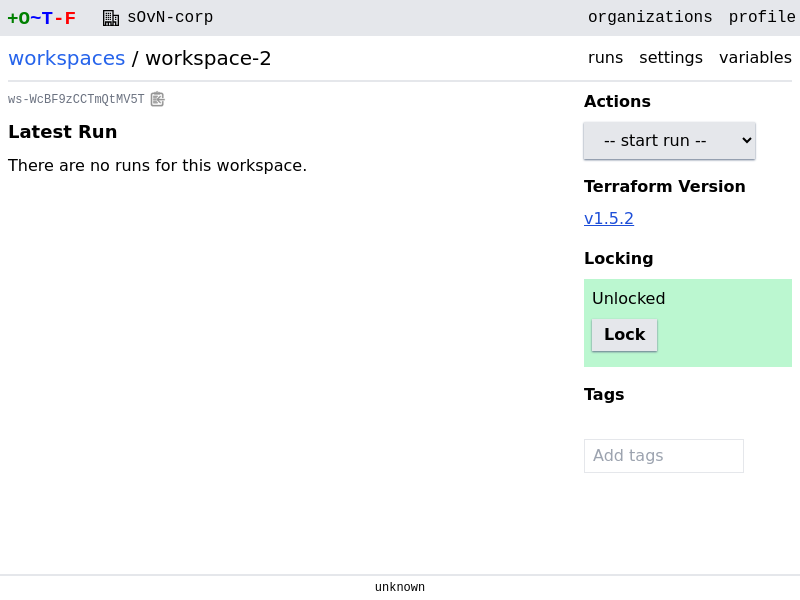 +O~T-F sOvN-corp organizations profile
workspaces / workspace-2 runs settings variables
ws-WcBF9zCCTmQtMV5T
Latest Run
There are no runs for this workspace.
Actions
-- start run --
Terraform Version
v1.5.2
Locking
Unlocked
Lock
Tags
Add tags
unknown